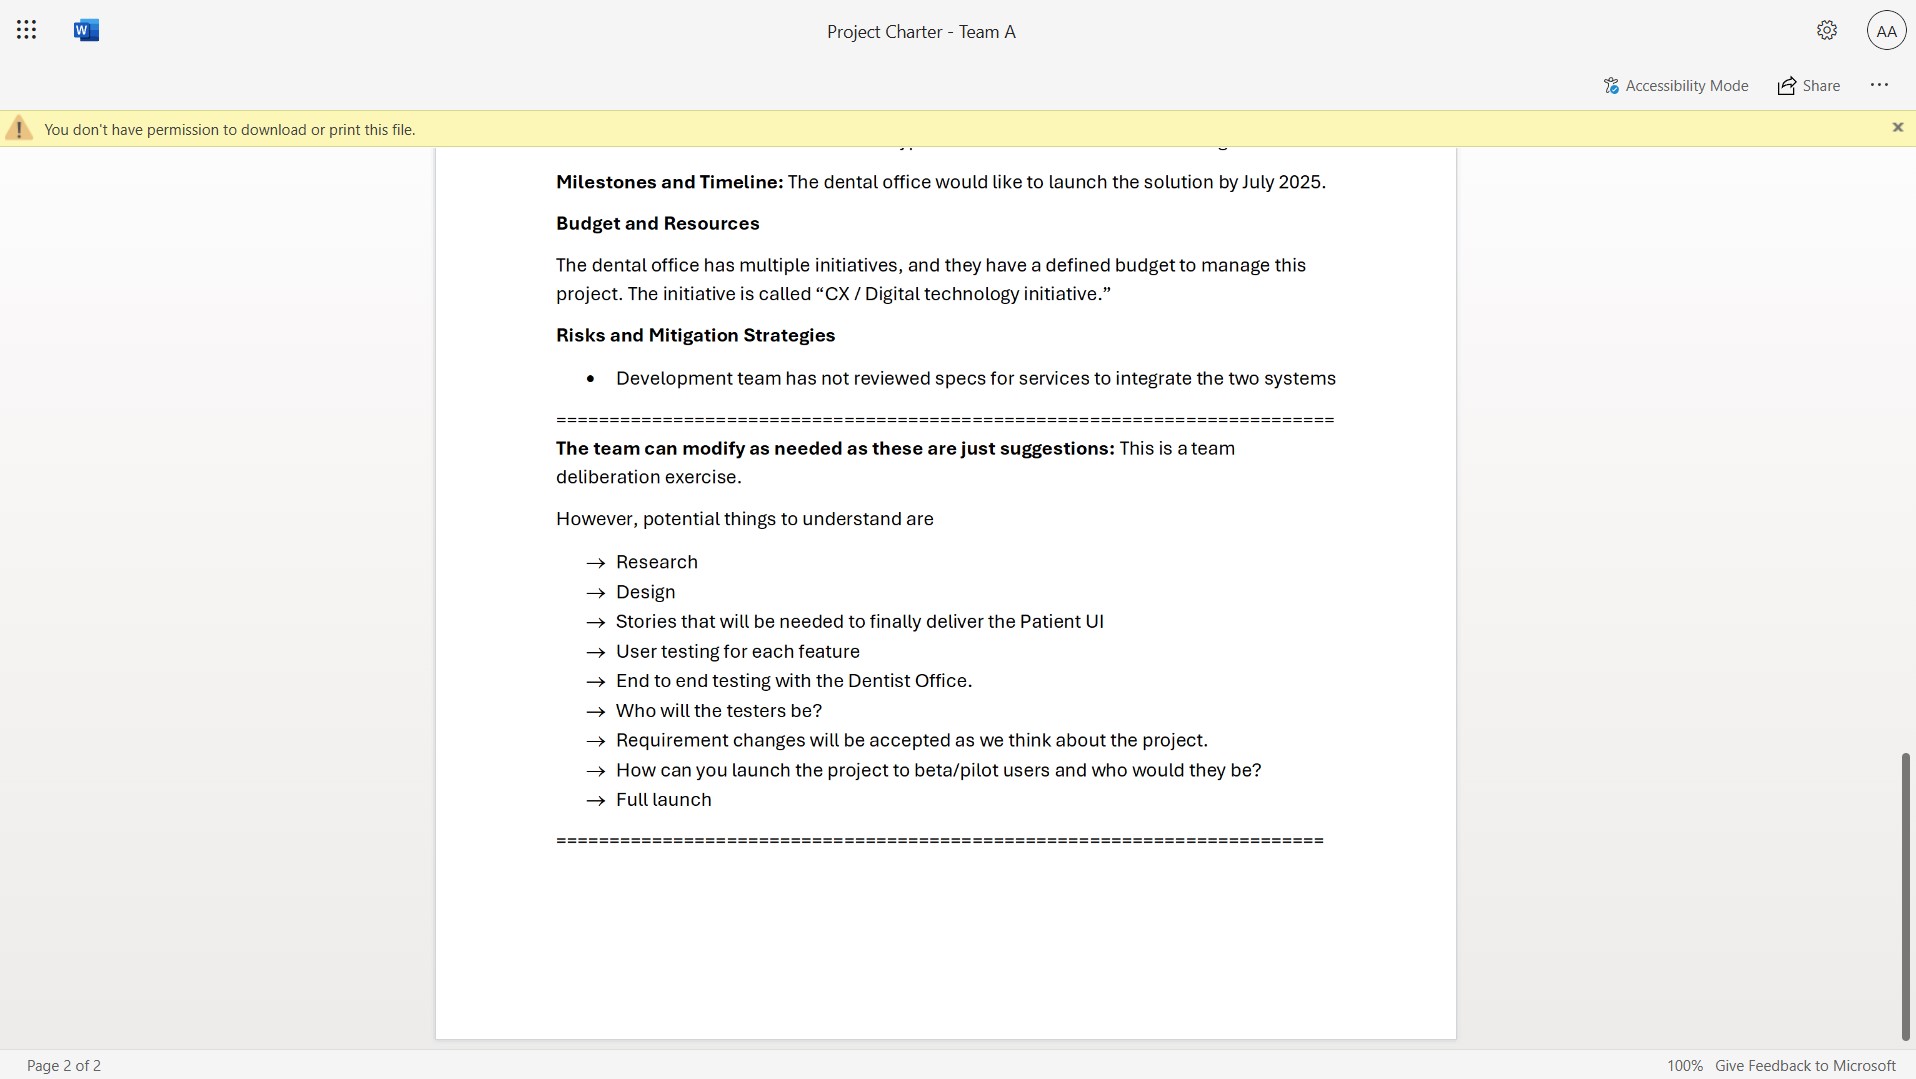 W
Project Charter - Team A
AA
Accessibility Mode
Share
You don't have permission to download or print this file.
Milestones and Timeline: The dental office would like to launch the solution by July 2025.
Budget and Resources
The dental office has multiple initiatives, and they have a defined budget to manage this
project. The initiative is called “CX / Digital technology initiative.”
Risks and Mitigation Strategies
• Development team has not reviewed specs for services to integrate the two systems
=========================================================================
The team can modify as needed as these are just suggestions: This is a team
deliberation exercise.
However, potential things to understand are
→ Research
→ Design
→ Stories that will be needed to finally deliver the Patient UI
→ User testing for each feature
→ End to end testing with the Dentist Office.
→ Who will the testers be?
→ Requirement changes will be accepted as we think about the project.
→ How can you launch the project to beta/pilot users and who would they be?
→ Full launch
========================================================================
Page 2 of 2
100% Give Feedback to Microsoft